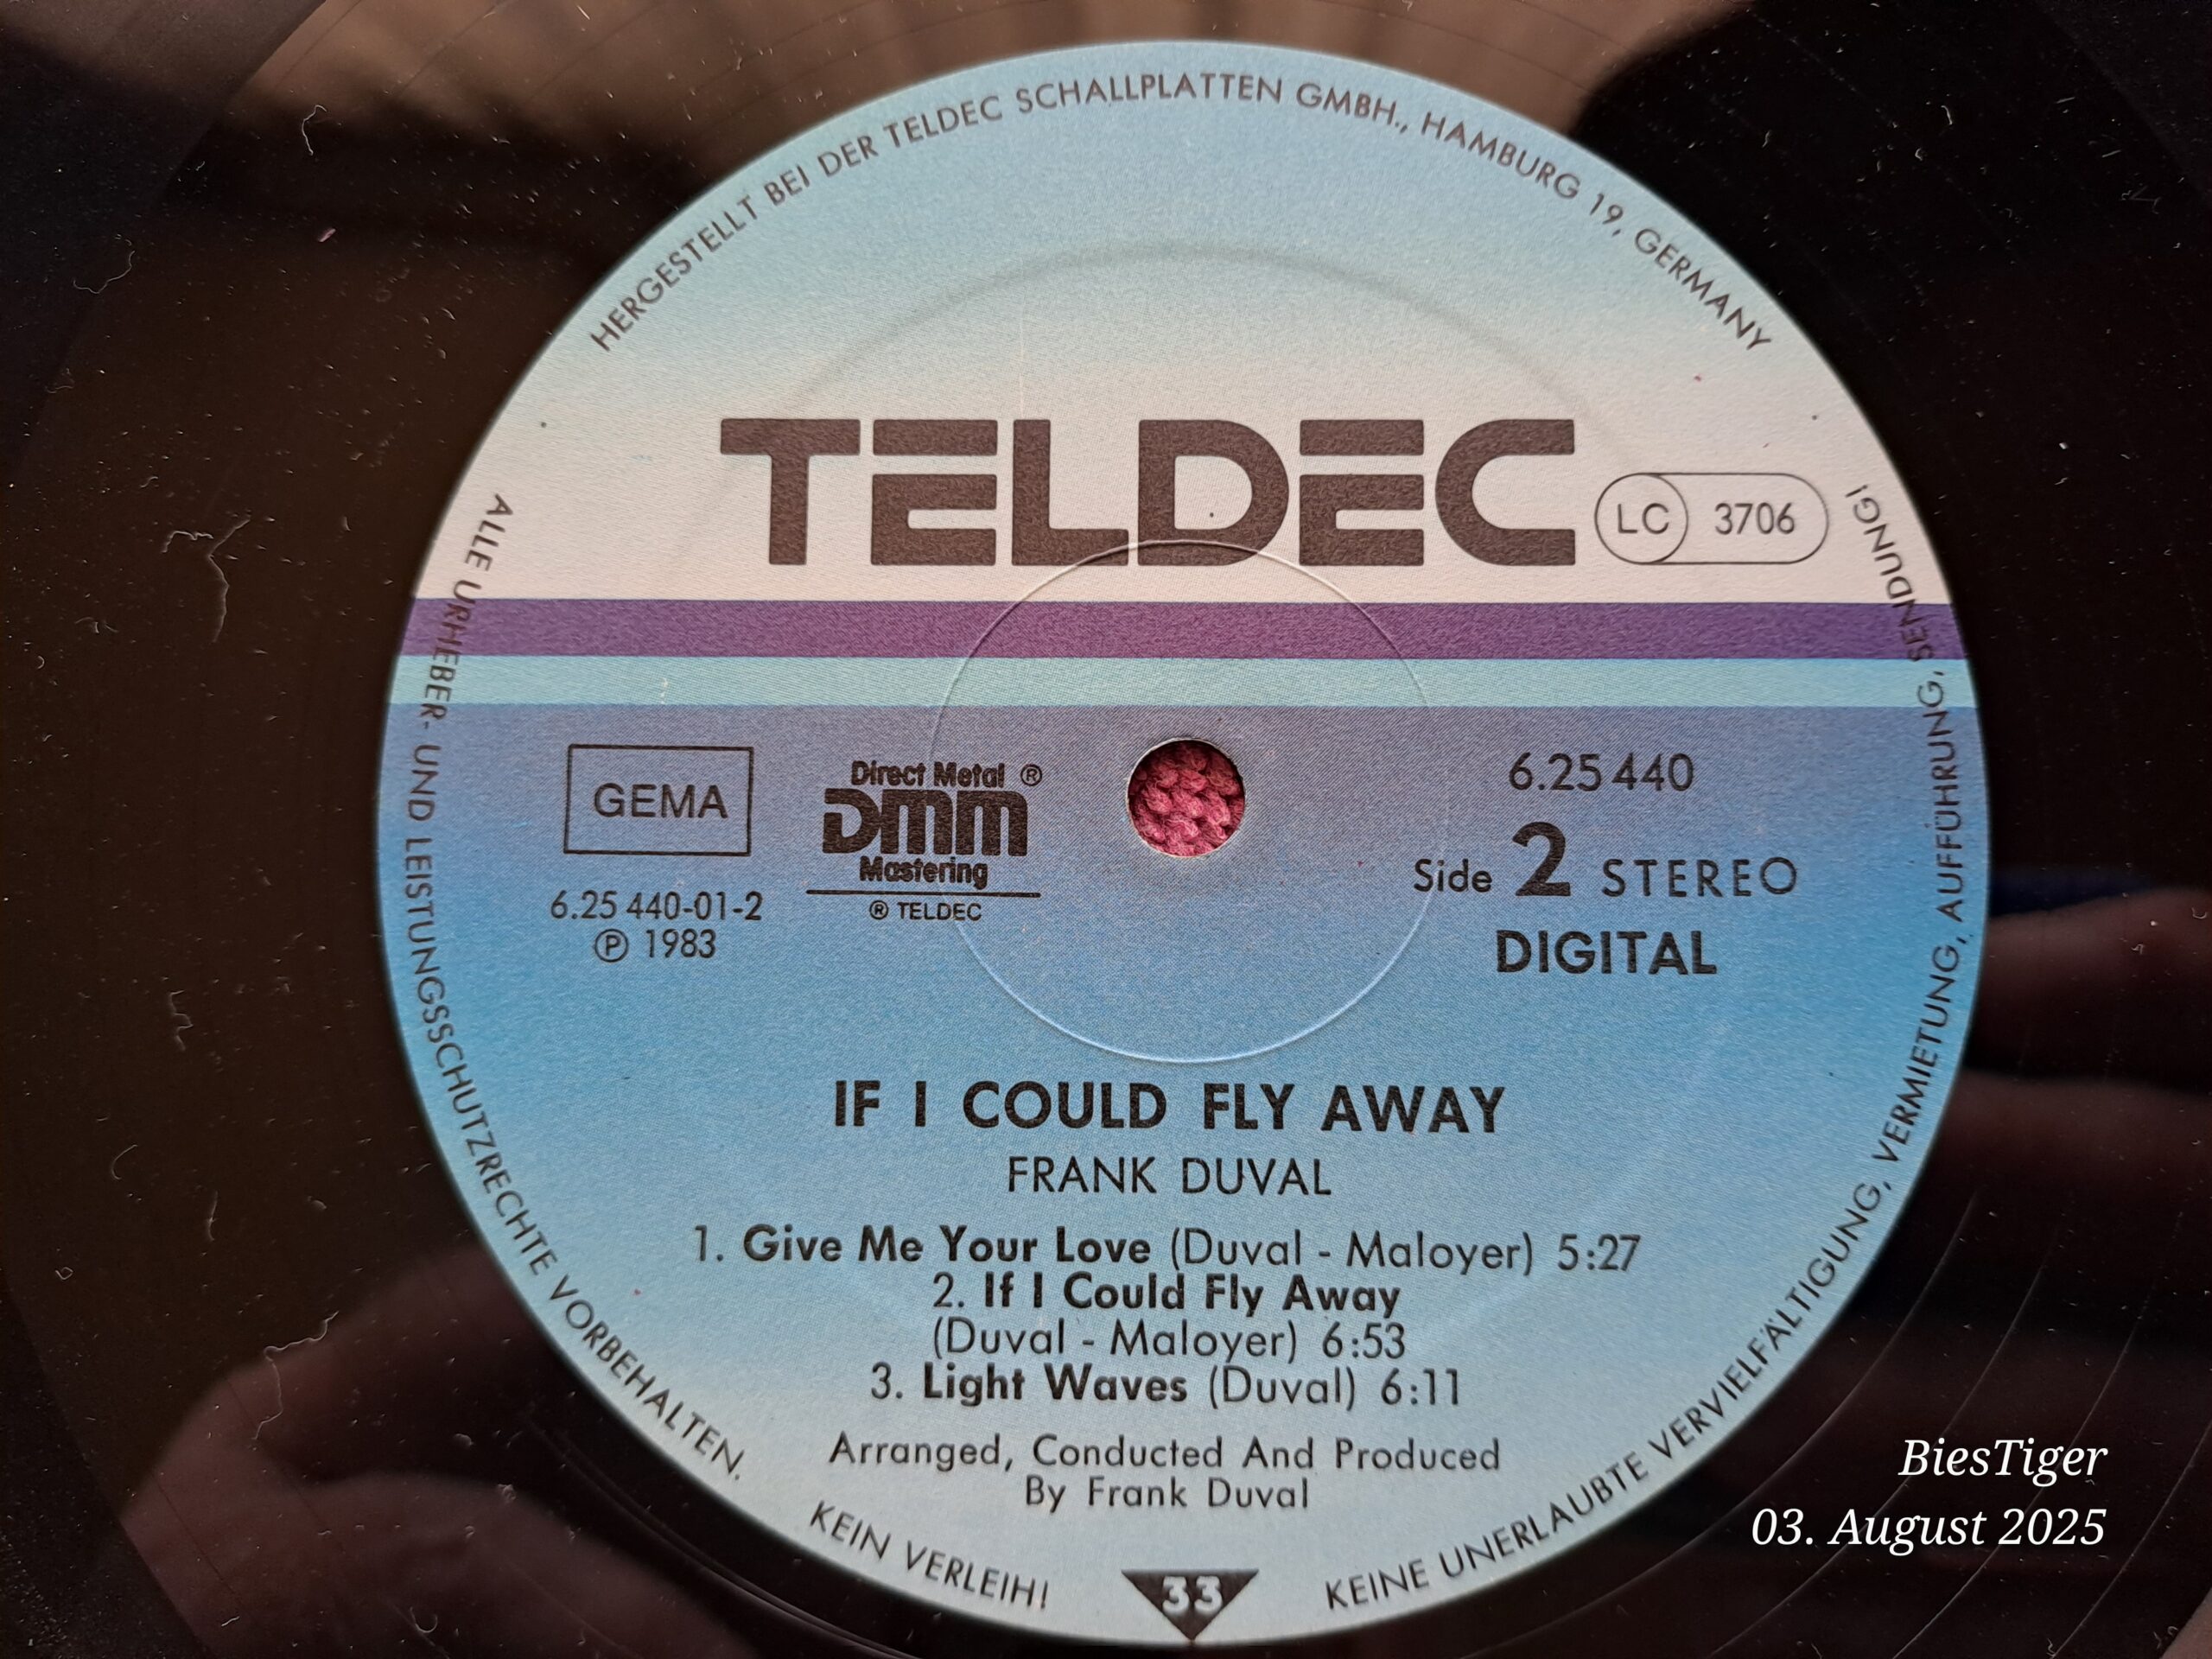 HERGESTELLT BEI DER TELDEC SCHALLPLATTEN GMBH., HAMBURG 19, GERMANY
TELDEC
LC 3706
GEMA
6.25 440-01-2
Ⓟ 1983
Direct Metal ®
DMM
Mastering
® TELDEC
6.25 440
Side 2 STEREO
DIGITAL
IF I COULD FLY AWAY
FRANK DUVAL
1. Give Me Your Love (Duval - Maloyer) 5:27
2. If I Could Fly Away
(Duval - Maloyer) 6:53
3. Light Waves (Duval) 6:11
Arranged, Conducted And Produced
By Frank Duval
33
ALLE URHEBER- UND LEISTUNGSSCHUTZRECHTE VORBEHALTEN. KEIN VERLEIH! KEINE UNERLAUBTE VERVIELFÄLTIGUNG, VERMIETUNG, AUFFÜHRUNG, SENDUNG!
BiesTiger
03. August 2025